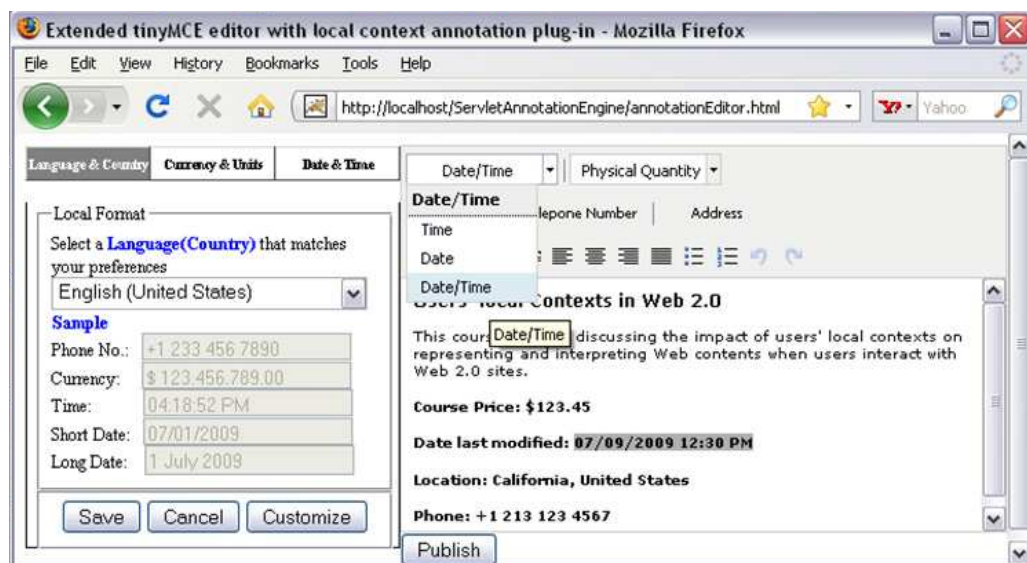 Extended tinyMCE editor with local context annotation plug-in - Mozilla Firefox
File Edit View History Bookmarks Tools Help
http://localhost/ServletAnnotationEngine/annotationEditor.html Yahoo
Language & Country Currency & Units Date & Time
Local Format
Select a Language(Country) that matches
your preferences
English (United States)
Sample
Phone No.: +1 233 456 7890
Currency: $ 123.456.789.00
Time: 04:18:52 PM
Short Date: 07/01/2009
Long Date: 1 July 2009
Save Cancel Customize
Date/Time Physical Quantity
Date/Time
lepone Number Address
Time
Date
Date/Time
Users' local Contexts in Web 2.0
Date/Time
This cour discussing the impact of users' local contexts on
representing and interpreting Web contents when users interact with
Web 2.0 sites.
Course Price: $123.45
Date last modified: 07/09/2009 12:30 PM
Location: California, United States
Phone: +1 213 123 4567
Publish